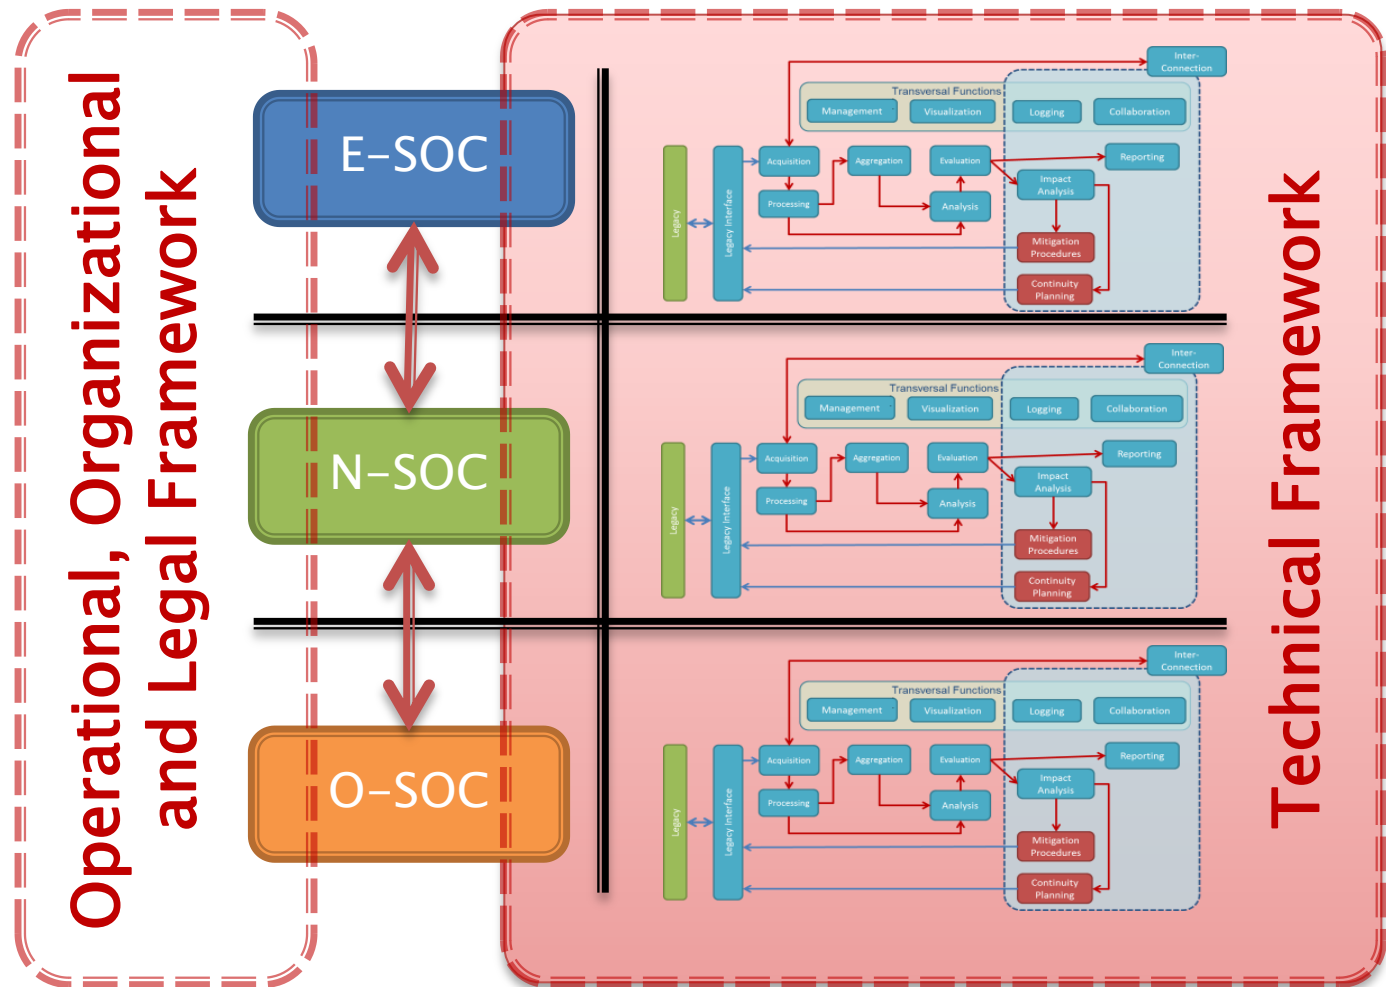 Operational, Organizational
and Legal Framework
E-SOC
N-SOC
O-SOC
Technical Framework
Inter-
Connection
Transversal Functions
Management
Visualization
Logging
Collaboration
Legacy
Legacy Interface
Acquisition
Processing
Aggregation
Evaluation
Analysis
Reporting
Impact
Analysis
Mitigation
Procedures
Continuity
Planning
Inter-
Connection
Transversal Functions
Management
Visualization
Logging
Collaboration
Legacy
Legacy Interface
Acquisition
Processing
Aggregation
Evaluation
Analysis
Reporting
Impact
Analysis
Mitigation
Procedures
Continuity
Planning
Inter-
Connection
Transversal Functions
Management
Visualization
Logging
Collaboration
Legacy
Legacy Interface
Acquisition
Processing
Aggregation
Evaluation
Analysis
Reporting
Impact
Analysis
Mitigation
Procedures
Continuity
Planning